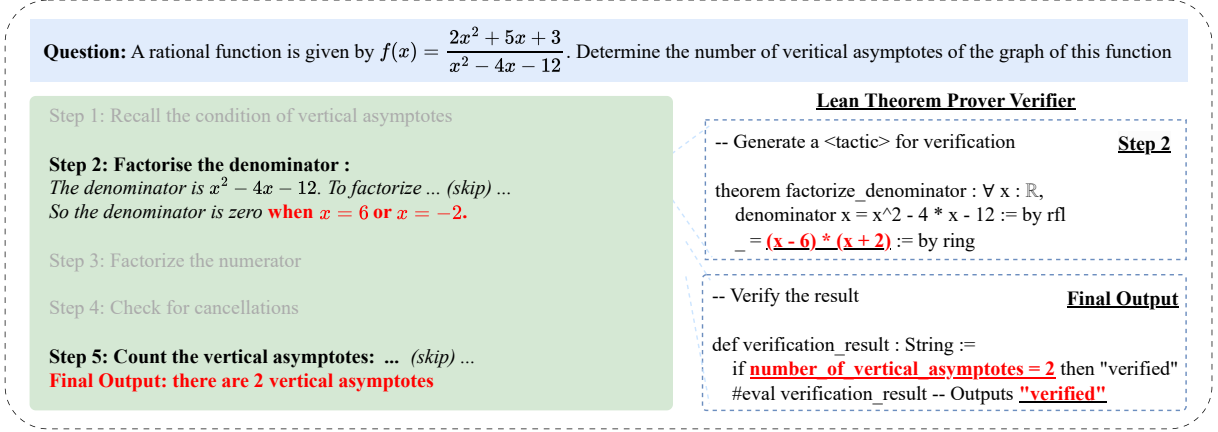 Question: A rational function is given by f(x) = \frac{2x^2 + 5x + 3}{x^2 - 4x - 12}. Determine the number of veritical asymptotes of the graph of this function
Step 1: Recall the condition of vertical asymptotes
Step 2: Factorise the denominator :
The denominator is x^2 − 4x − 12. To factorize ... (skip) ...
So the denominator is zero when x = 6 or x = −2.
Step 3: Factorize the numerator
Step 4: Check for cancellations
Step 5: Count the vertical asymptotes: ... (skip) ...
Final Output: there are 2 vertical asymptotes
Lean Theorem Prover Verifier
-- Generate a <tactic> for verification Step 2
theorem factorize_denominator : ∀ x : ℝ,
denominator x = x^2 - 4 * x - 12 := by rfl
_ = (x - 6) * (x + 2) := by ring
-- Verify the result Final Output
def verification_result : String :=
if number_of_vertical_asymptotes = 2 then "verified"
#eval verification_result -- Outputs "verified"